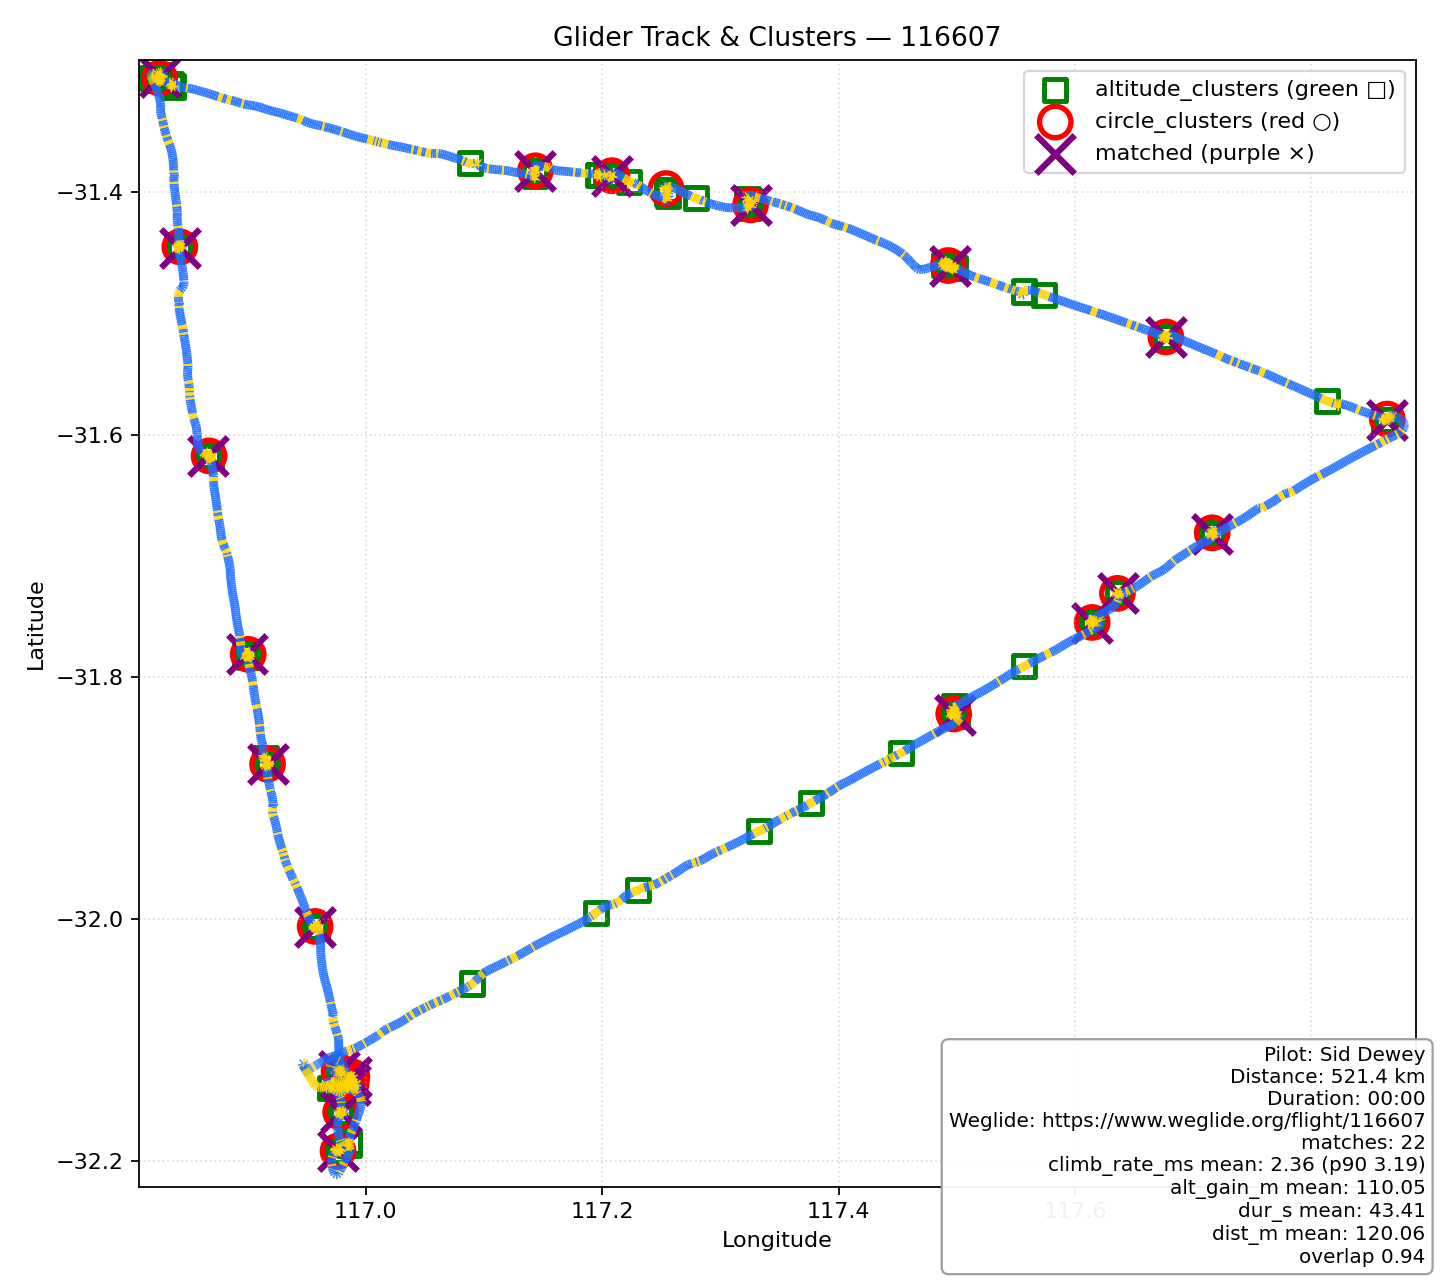 Glider Track & Clusters — 116607
altitude_clusters (green □)
circle_clusters (red ○)
matched (purple ×)
Latitude
−31.4
−31.6
−31.8
−32.0
−32.2
117.0
117.2
117.4
117.6
Longitude
Pilot: Sid Dewey
Distance: 521.4 km
Duration: 00:00
Weglide: https://www.weglide.org/flight/116607
matches: 22
climb_rate_ms mean: 2.36 (p90 3.19)
alt_gain_m mean: 110.05
dur_s mean: 43.41
dist_m mean: 120.06
overlap 0.94